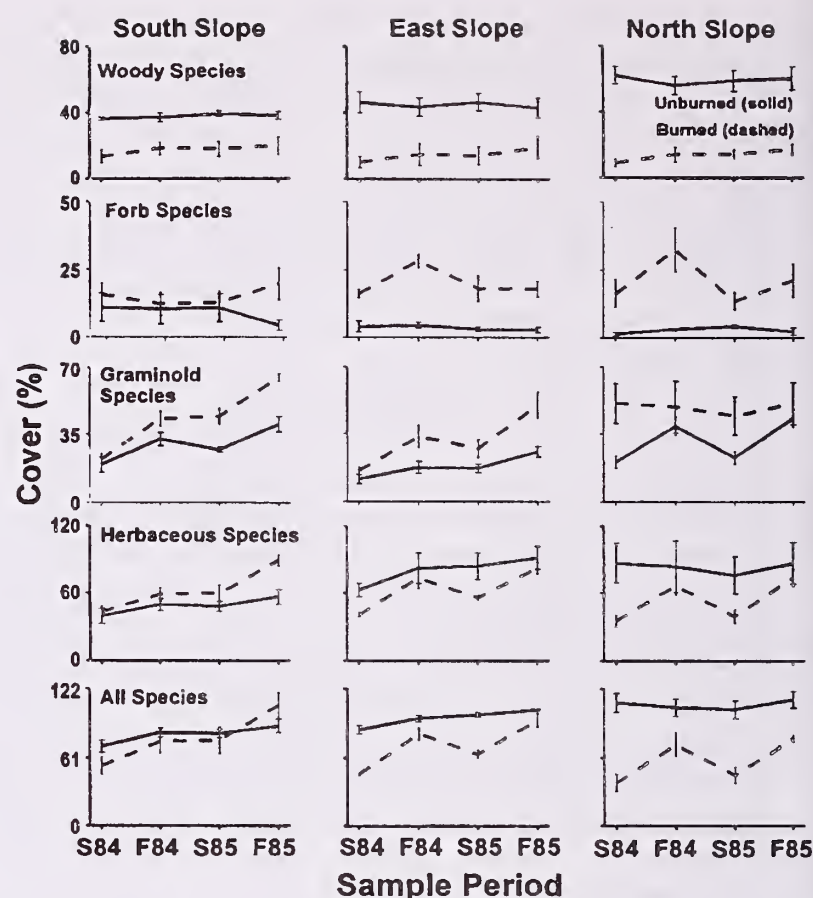 South Slope East Slope North Slope
80
Woody Species
40
Unburned (solid)
Burned (dashed)
0
50
Forb Species
25
0
70
Graminoid
Species
35
0
120
Herbaceous Species
60
0
122
All Species
61
0
Cover (%)
S84 F84 S85 F85 S84 F84 S85 F85 S84 F84 S85 F85
Sample Period